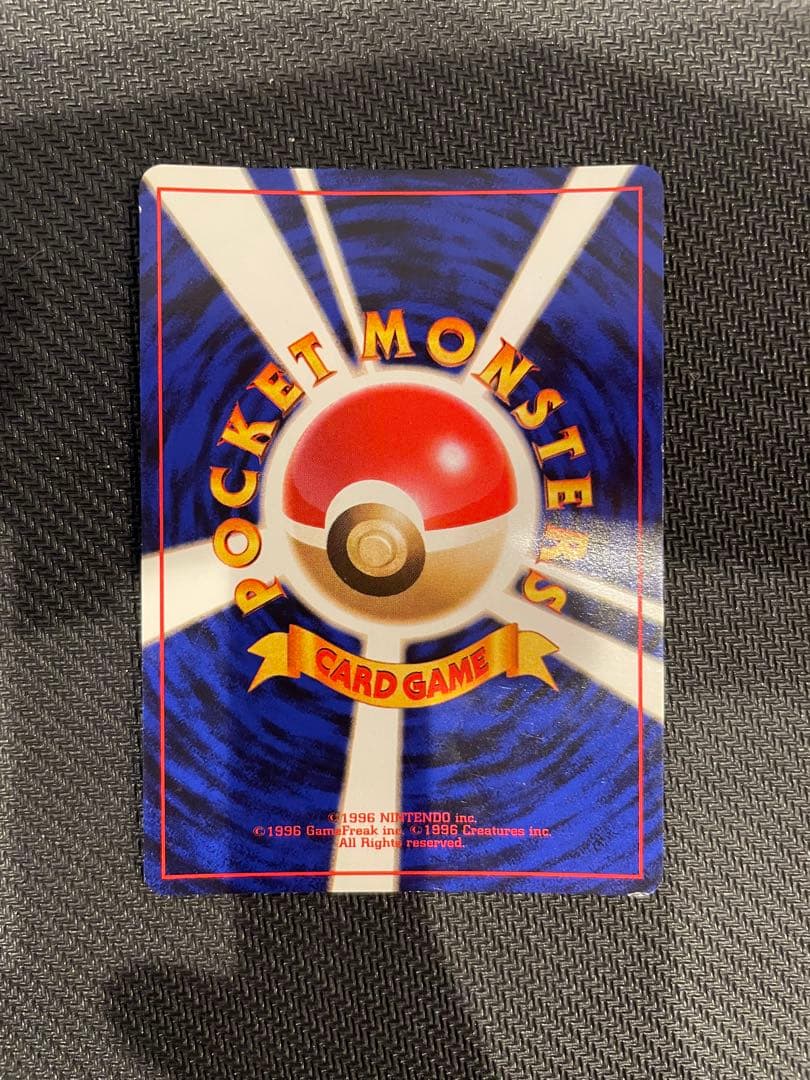 POCKET MONSTERS
CARD GAME
©1996 NINTENDO inc.
©1996 GameFreak inc. ©1996 Creatures inc.
All Rights reserved.